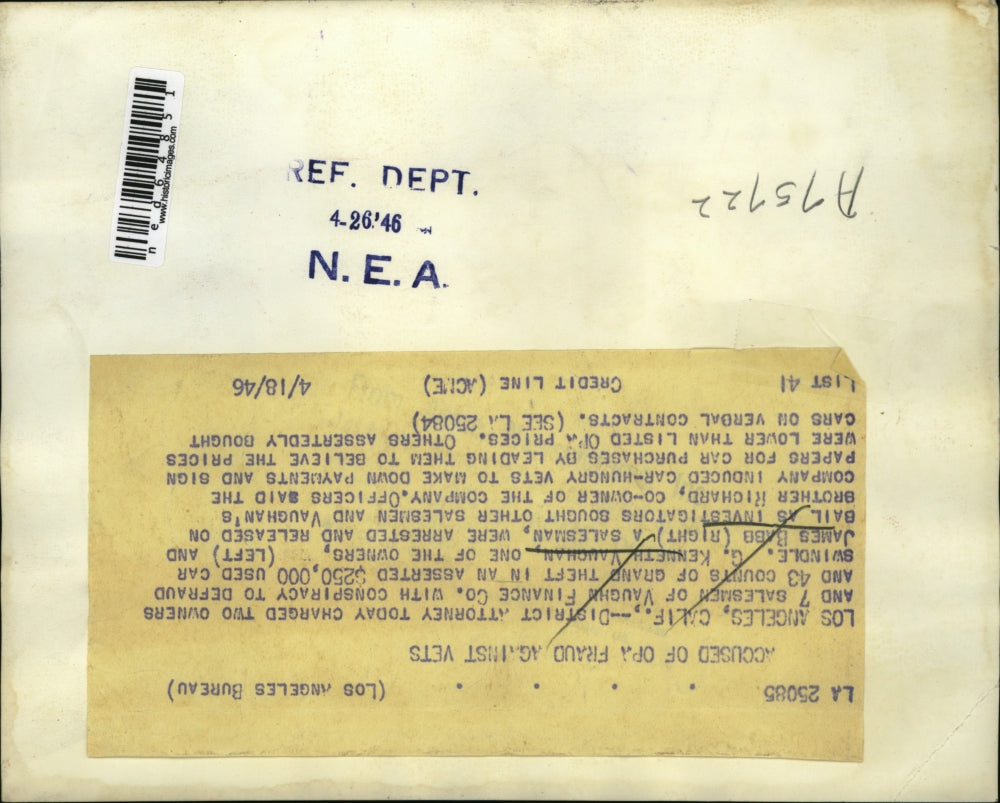 REF. DEPT.
4-26-'46
N. E. A.
www.historicimages.com
ned64851
LA 25085 . . . . (LOS ANGELES BUREAU)
ACCUSED OF OPA FRAUD AGAINST VETS
LOS ANGELES, CALIF.,--DISTRICT ATTORNEY TODAY CHARGED TWO OWNERS
AND 7 SALESMEN OF VAUGHN FINANCE CO. WITH CONSPIRACY TO DEFRAUD
AND 43 COUNTS OF GRAND THEFT IN AN ASSERTED $250,000 USED CAR
SWINDLE. G. KENNETH VAUGHAN, ONE OF THE OWNERS, (LEFT) AND
JAMES BABB (RIGHT) A SALESMAN, WERE ARRESTED AND RELEASED ON
BAIL AS INVESTIGATORS SOUGHT OTHER SALESMEN AND VAUGHAN'S
BROTHER RICHARD, CO-OWNER OF THE COMPANY. OFFICERS SAID THE
COMPANY INDUCED CAR-HUNGRY VETS TO MAKE DOWN PAYMENTS AND SIGN
PAPERS FOR CAR PURCHASES BY LEADING THEM TO BELIEVE THE PRICES
WERE LOWER THAN LISTED OPA PRICES. OTHERS ASSERTEDLY BOUGHT
CARS ON VERBAL CONTRACTS. (SEE LA 25084)
LIST 41 CREDIT LINE (ACME) 4/18/46